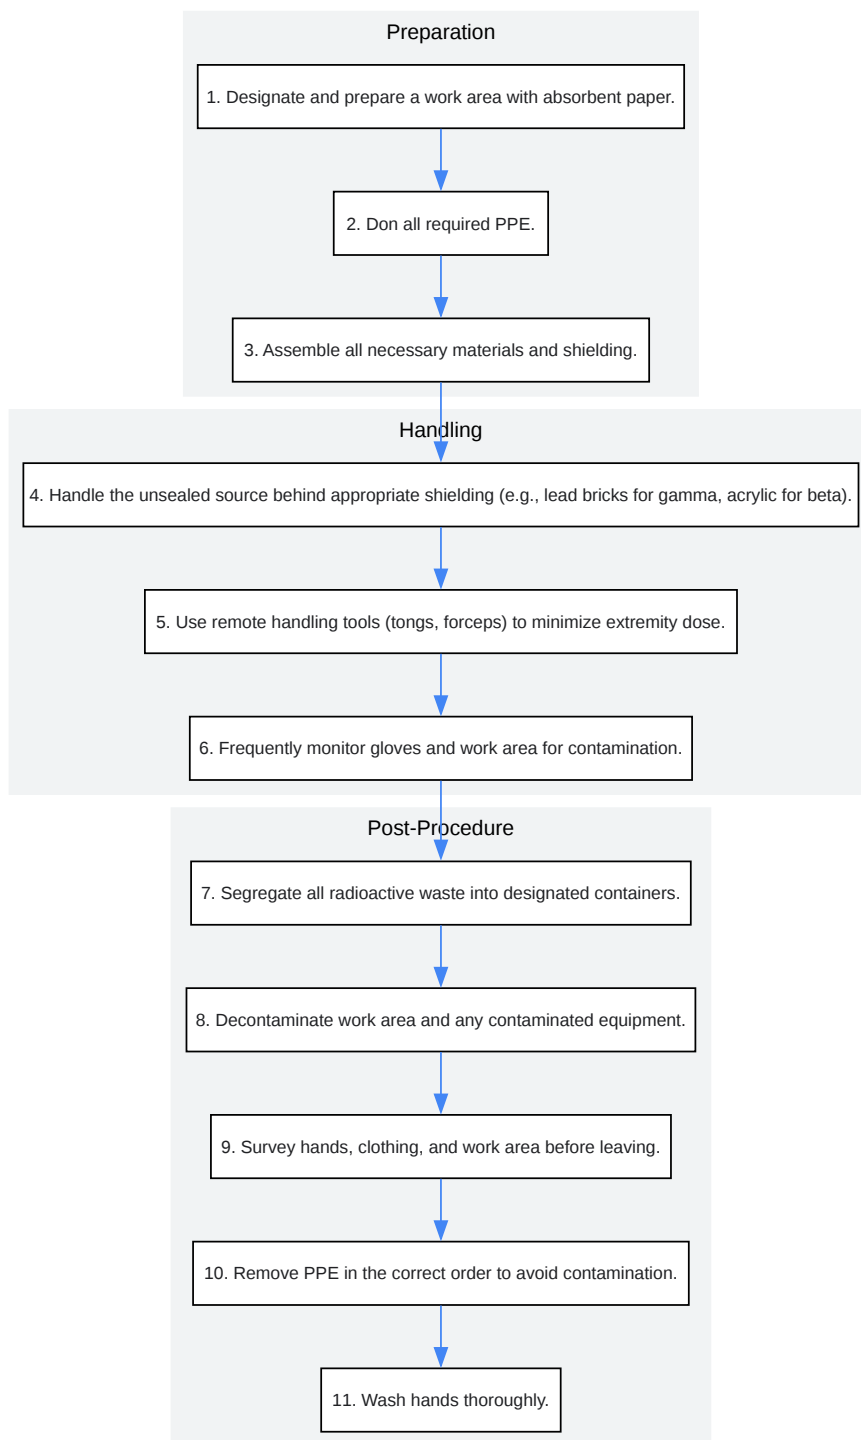 Preparation
1. Designate and prepare a work area with absorbent paper.
2. Don all required PPE.
3. Assemble all necessary materials and shielding.
Handling
4. Handle the unsealed source behind appropriate shielding (e.g., lead bricks for gamma, acrylic for beta).
5. Use remote handling tools (tongs, forceps) to minimize extremity dose.
6. Frequently monitor gloves and work area for contamination.
Post-Procedure
7. Segregate all radioactive waste into designated containers.
8. Decontaminate work area and any contaminated equipment.
9. Survey hands, clothing, and work area before leaving.
10. Remove PPE in the correct order to avoid contamination.
11. Wash hands thoroughly.